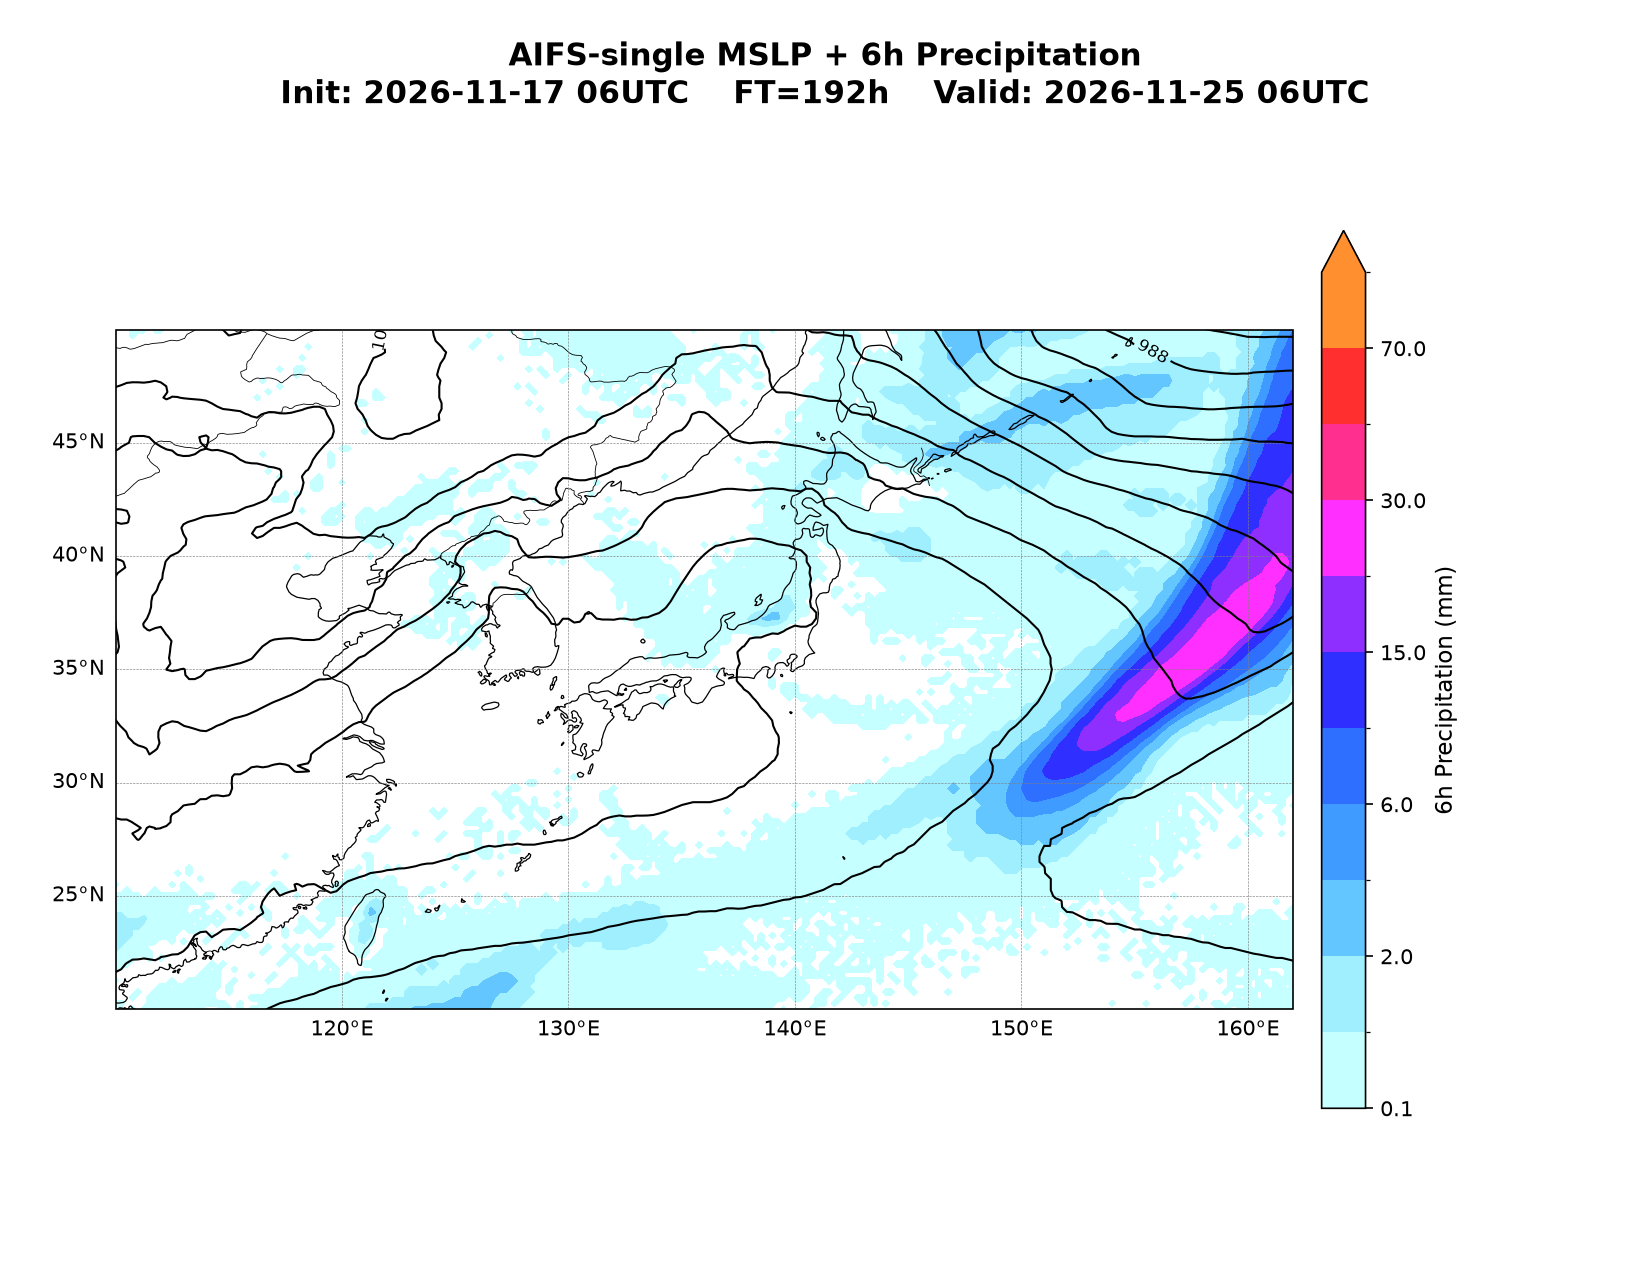 AIFS-single MSLP + 6h Precipitation
Init: 2026-11-17 06UTC    FT=192h    Valid: 2026-11-25 06UTC
10
988
45°N
40°N
35°N
30°N
25°N
120°E
130°E
140°E
150°E
160°E
70.0
30.0
15.0
6.0
2.0
0.1
6h Precipitation (mm)